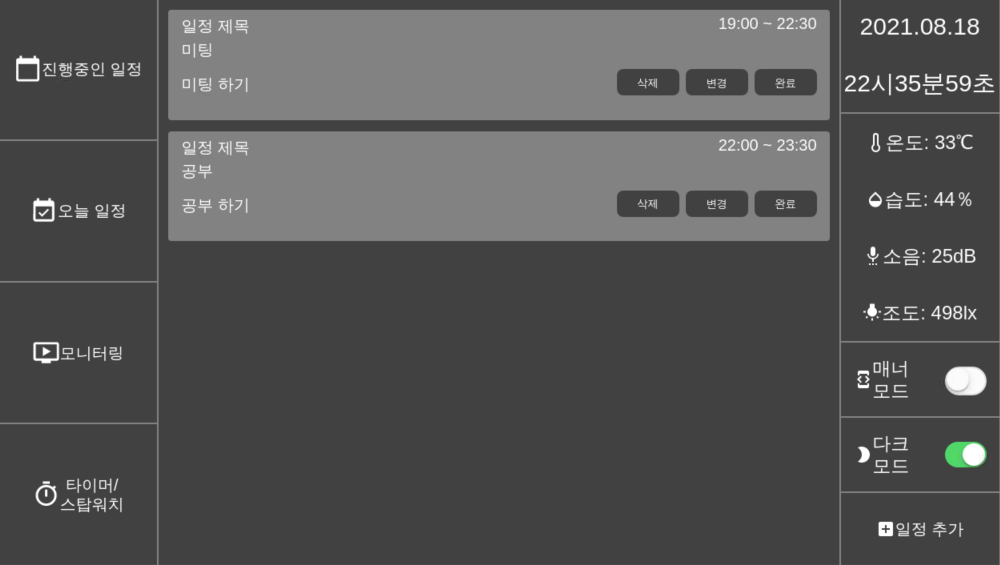 진행중인 일정
오늘 일정
모니터링
타이머/
스탑워치
일정 제목
19:00 ~ 22:30
미팅
미팅 하기
삭제
변경
완료
일정 제목
22:00 ~ 23:30
공부
공부 하기
삭제
변경
완료
2021.08.18
22시35분59초
온도: 33℃
습도: 44%
소음: 25dB
조도: 498lx
매너
모드
다크
모드
일정 추가